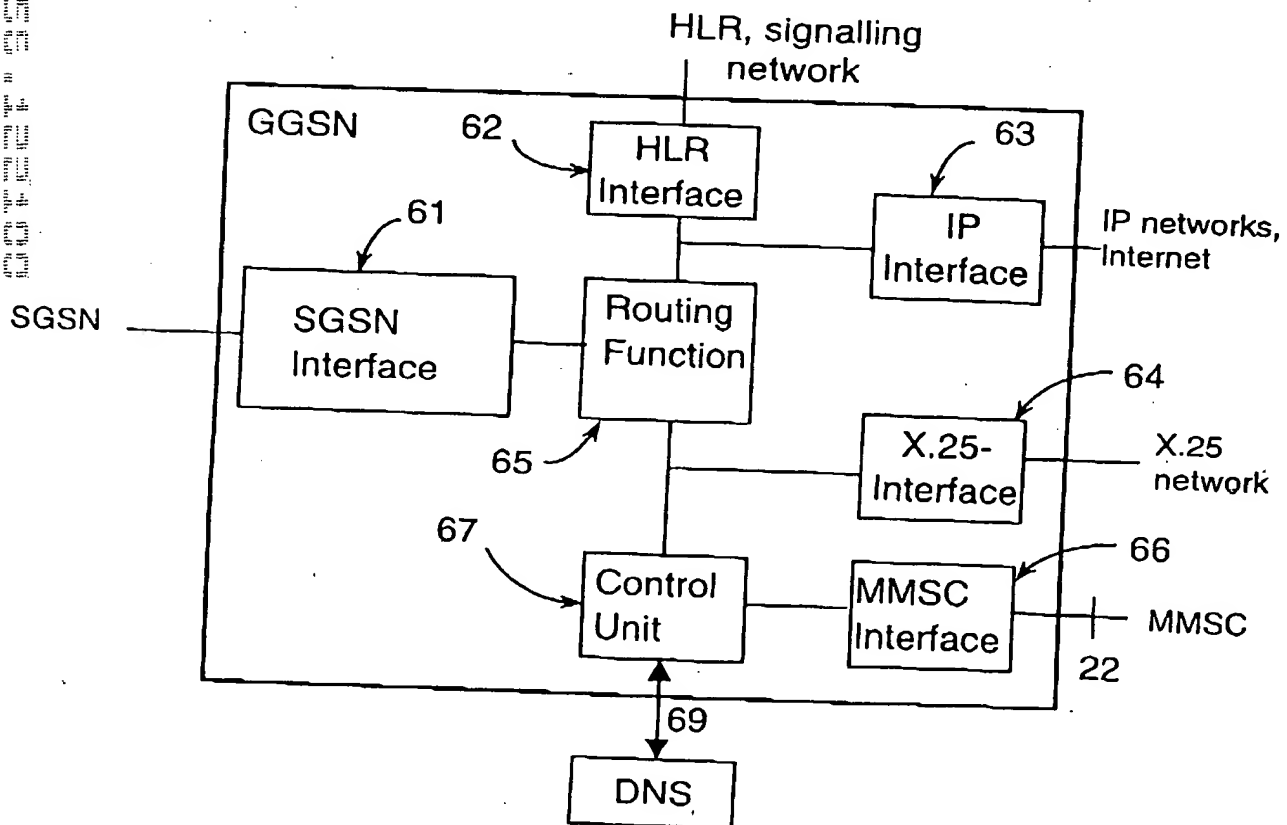 HLR, signalling
network
GGSN
62
HLR
Interface
63
IP
Interface
IP networks,
Internet
61
SGSN
SGSN
Interface
Routing
Function
65
64
X.25-
Interface
X.25
network
67
Control
Unit
66
MMSC
Interface
MMSC
22
69
DNS